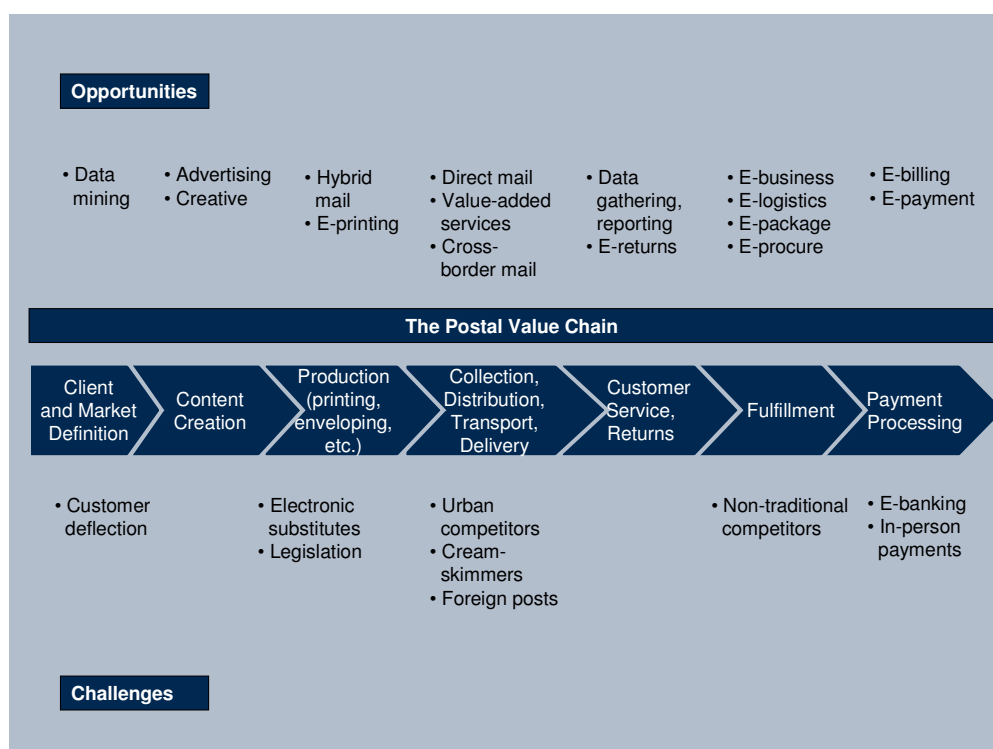 Opportunities
• Data
mining
• Advertising
• Creative
• Hybrid
mail
• E-printing
• Direct mail
• Value-added
services
• Cross-
border mail
• Data
gathering,
reporting
• E-returns
• E-business
• E-logistics
• E-package
• E-procure
• E-billing
• E-payment
The Postal Value Chain
Client
and Market
Definition
Content
Creation
Production
(printing,
enveloping,
etc.)
Collection,
Distribution,
Transport,
Delivery
Customer
Service,
Returns
Fulfillment
Payment
Processing
• Customer
deflection
• Electronic
substitutes
• Legislation
• Urban
competitors
• Cream-
skimmers
• Foreign posts
• Non-traditional
competitors
• E-banking
• In-person
payments
Challenges